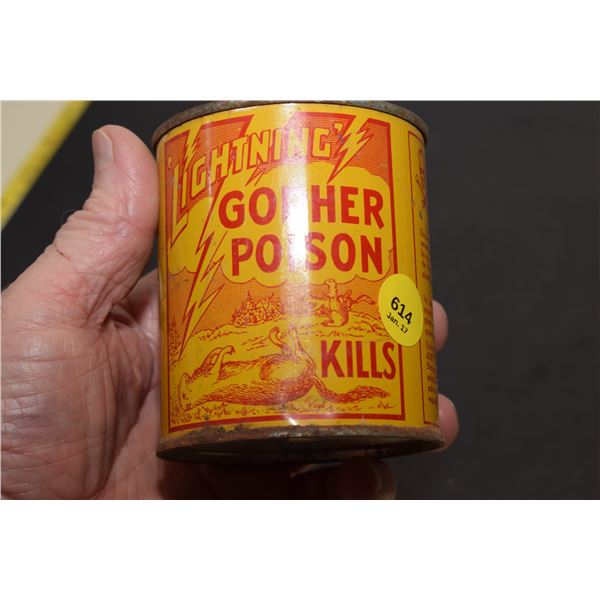 'LIGHTNING'
GOPHER
POISON
KILLS
614
Jan. 17